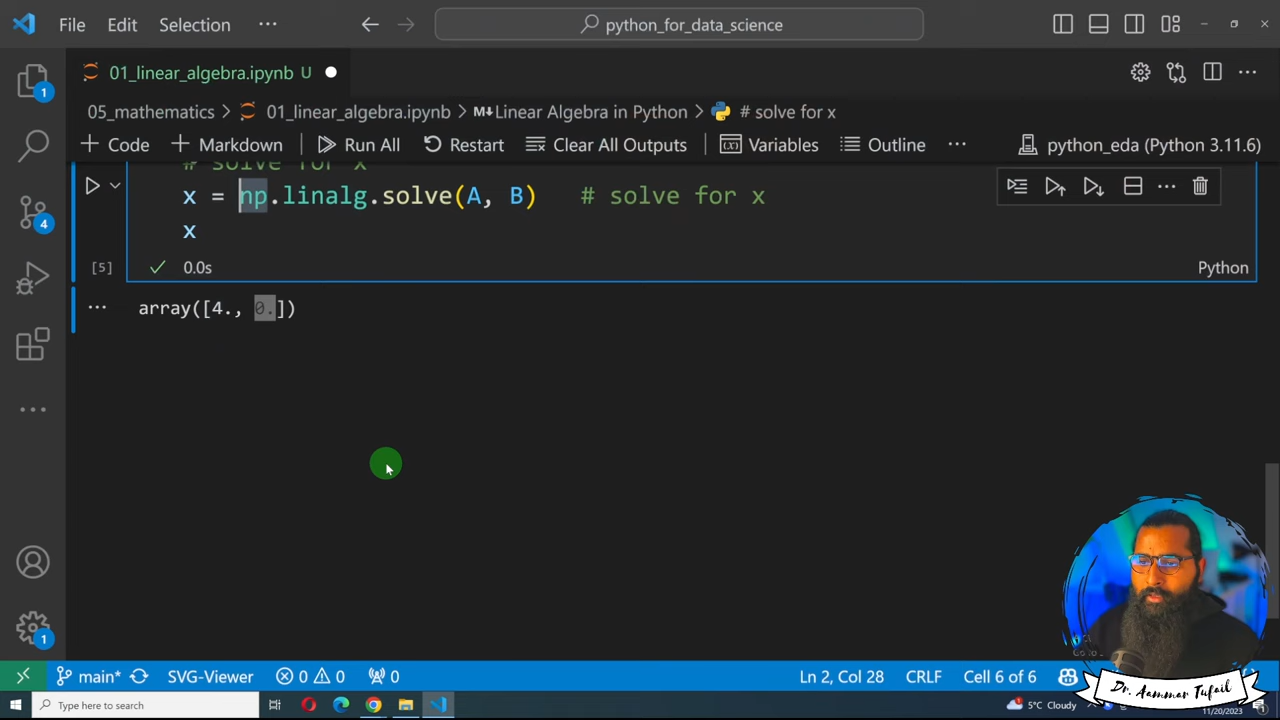 File Edit Selection ··· python_for_data_science
01_linear_algebra.ipynb U
05_mathematics > 01_linear_algebra.ipynb > M↓Linear Algebra in Python > # solve for x
+ Code + Markdown Run All Restart Clear All Outputs Variables Outline ··· python_eda (Python 3.11.6)
# solve for x
x = np.linalg.solve(A, B) # solve for x
x
[5] 0.0s Python
array([4., 0.])
1
4
1
main* SVG-Viewer 0 0 0 Ln 2, Col 28 CRLF Cell 6 of 6
Type here to search 5°C Cloudy 11/20/2023
Dr. Aammar Tufail